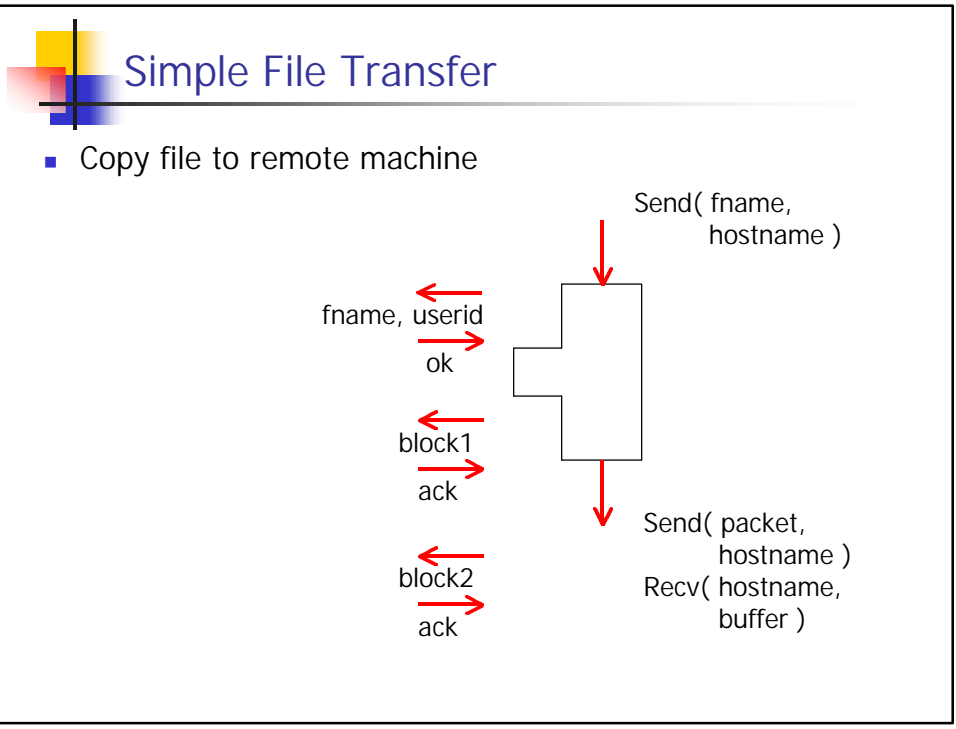 Simple File Transfer
Copy file to remote machine
Send( fname,
hostname )
fname, userid
ok
block1
ack
block2
ack
Send( packet,
hostname )
Recv( hostname,
buffer )